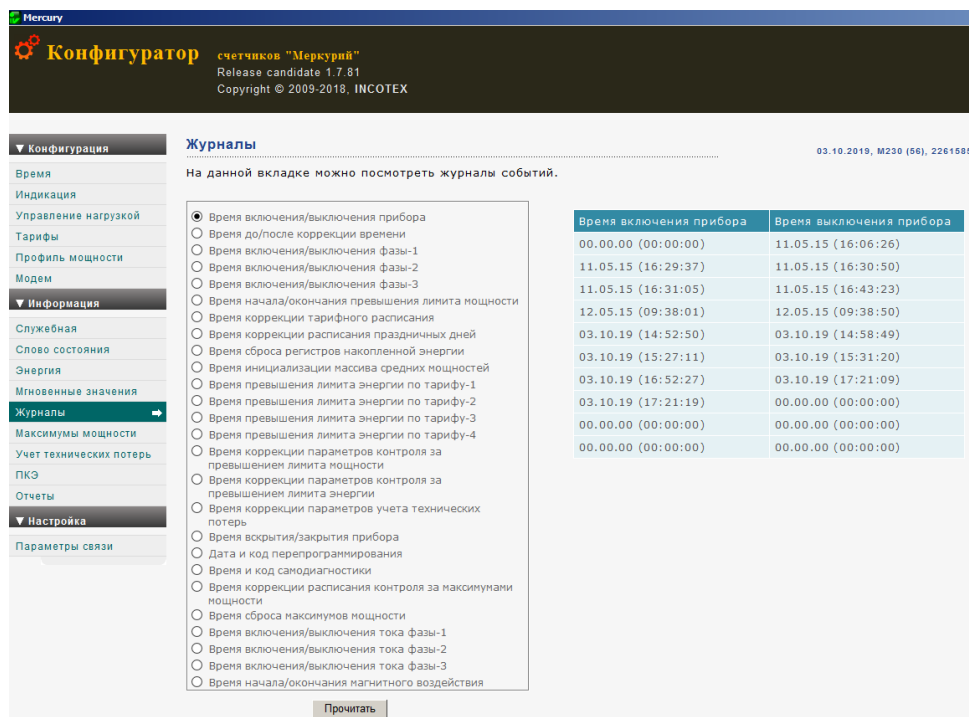 Mercury
Конфигуратор
счетчиков "Меркурий"
Release candidate 1.7.81
Copyright © 2009-2018, INCOTEX
▼ Конфигурация
Время
Индикация
Управление нагрузкой
Тарифы
Профиль мощности
Модем
▼ Информация
Служебная
Слово состояния
Энергия
Мгновенные значения
Журналы
Максимумы мощности
Учет технических потерь
ПКЭ
Отчеты
▼ Настройка
Параметры связи
Журналы
03.10.2019, M230 (56), 2261585
На данной вкладке можно посмотреть журналы событий.
Время включения/выключения прибора
Время до/после коррекции времени
Время включения/выключения фазы-1
Время включения/выключения фазы-2
Время включения/выключения фазы-3
Время начала/окончания превышения лимита мощности
Время коррекции тарифного расписания
Время коррекции расписания праздничных дней
Время сброса регистров накопленной энергии
Время инициализации массива средних мощностей
Время превышения лимита энергии по тарифу-1
Время превышения лимита энергии по тарифу-2
Время превышения лимита энергии по тарифу-3
Время превышения лимита энергии по тарифу-4
Время коррекции параметров контроля за
превышением лимита мощности
Время коррекции параметров контроля за
превышением лимита энергии
Время коррекции параметров учета технических
потерь
Время вскрытия/закрытия прибора
Дата и код перепрограммирования
Время и код самодиагностики
Время коррекции расписания контроля за максимумами
мощности
Время сброса максимумов мощности
Время включения/выключения тока фазы-1
Время включения/выключения тока фазы-2
Время включения/выключения тока фазы-3
Время начала/окончания магнитного воздействия
Прочитать
Время включения прибора Время выключения прибора
00.00.00 (00:00:00) 11.05.15 (16:06:26)
11.05.15 (16:29:37) 11.05.15 (16:30:50)
11.05.15 (16:31:05) 11.05.15 (16:43:23)
12.05.15 (09:38:01) 12.05.15 (09:38:50)
03.10.19 (14:52:50) 03.10.19 (14:58:49)
03.10.19 (15:27:11) 03.10.19 (15:31:20)
03.10.19 (16:52:27) 03.10.19 (17:21:09)
03.10.19 (17:21:19) 00.00.00 (00:00:00)
00.00.00 (00:00:00) 00.00.00 (00:00:00)
00.00.00 (00:00:00) 00.00.00 (00:00:00)